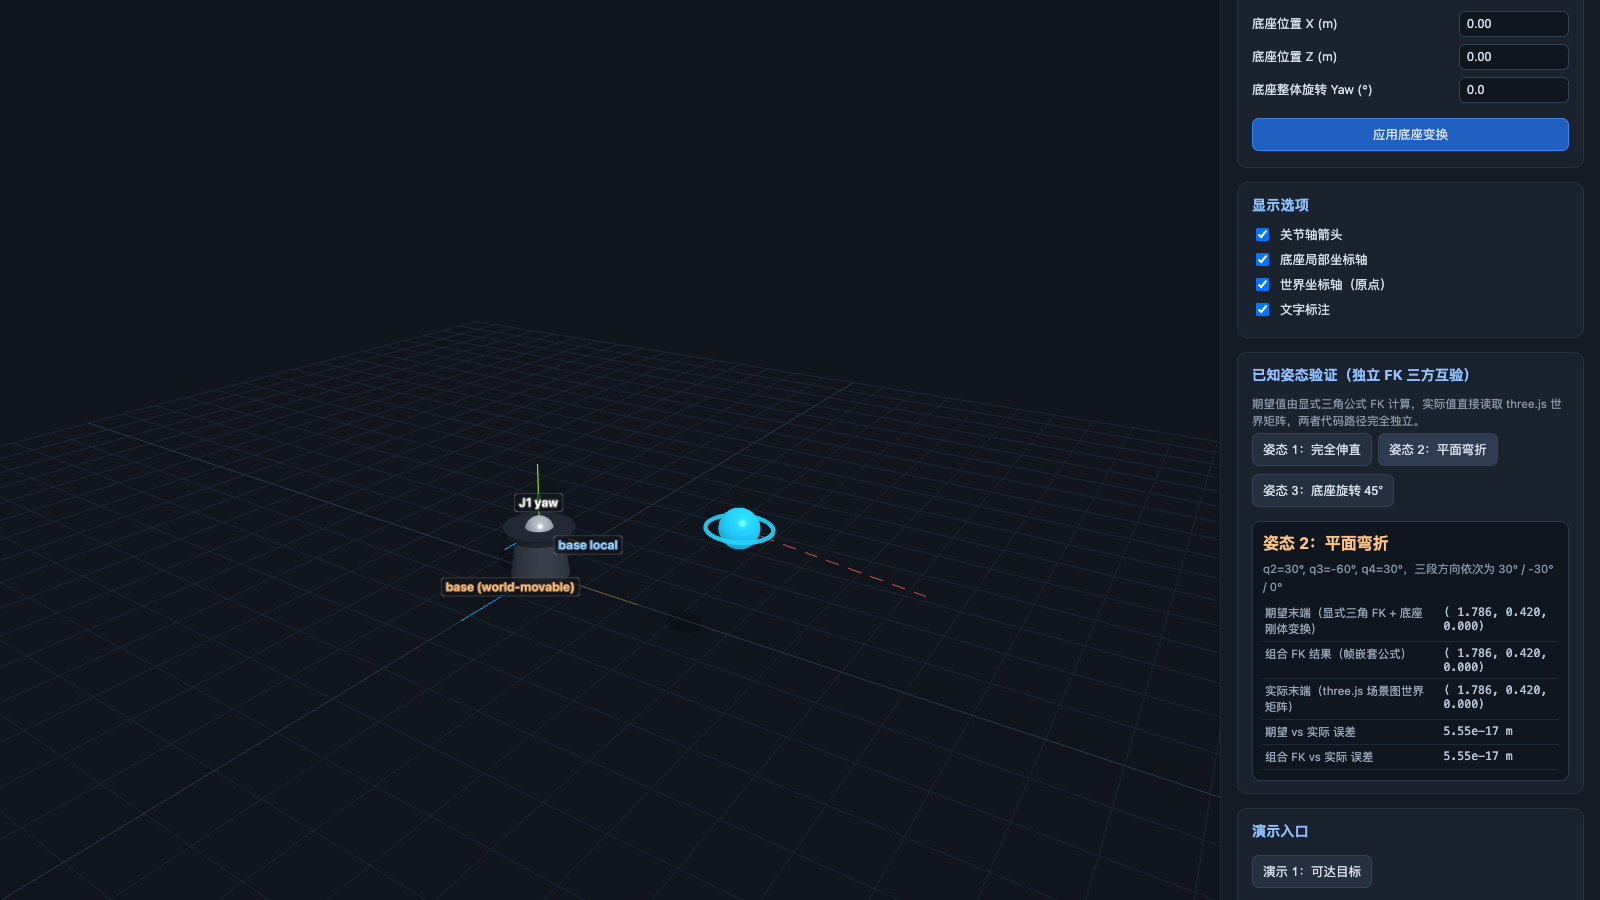 底座位置 X (m)
0.00
底座位置 Z (m)
0.00
底座整体旋转 Yaw (°)
0.0
应用底座变换
显示选项
关节轴箭头
底座局部坐标轴
世界坐标轴（原点）
文字标注
已知姿态验证（独立 FK 三方互验）
期望值由显式三角公式 FK 计算，实际值直接读取 three.js 世
界矩阵，两者代码路径完全独立。
姿态 1：完全伸直
姿态 2：平面弯折
姿态 3：底座旋转 45°
姿态 2：平面弯折
q2=30°, q3=-60°, q4=30°，三段方向依次为 30° / -30°
/ 0°
期望末端（显式三角 FK + 底座
刚体变换）
( 1.786, 0.420,
0.000)
组合 FK 结果（帧嵌套公式）
( 1.786, 0.420,
0.000)
实际末端（three.js 场景图世界
矩阵）
( 1.786, 0.420,
0.000)
期望 vs 实际 误差
5.55e-17 m
组合 FK vs 实际 误差
5.55e-17 m
演示入口
演示 1：可达目标
J1 yaw
base local
base (world-movable)